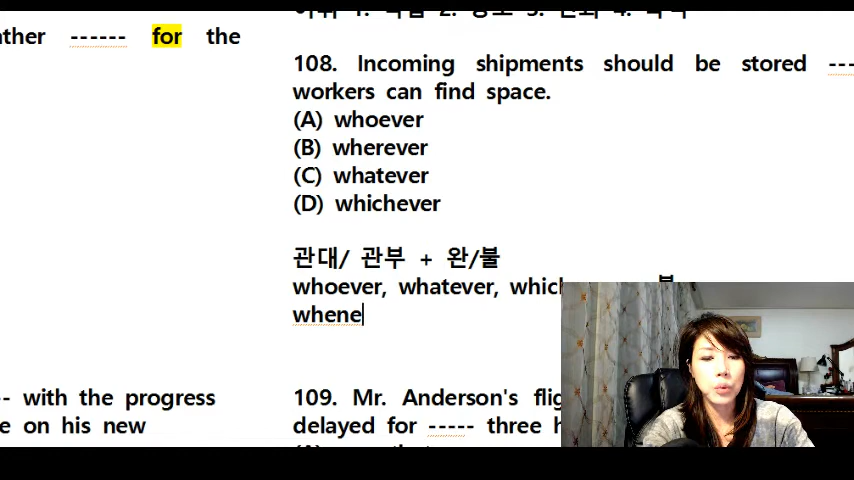 ather ------ for the
-- with the progress
e on his new
108. Incoming shipments should be stored ---
workers can find space.
(A) whoever
(B) wherever
(C) whatever
(D) whichever
관대/ 관부 + 완/불
whoever, whatever, which
whene
109. Mr. Anderson's flig
delayed for ----- three h